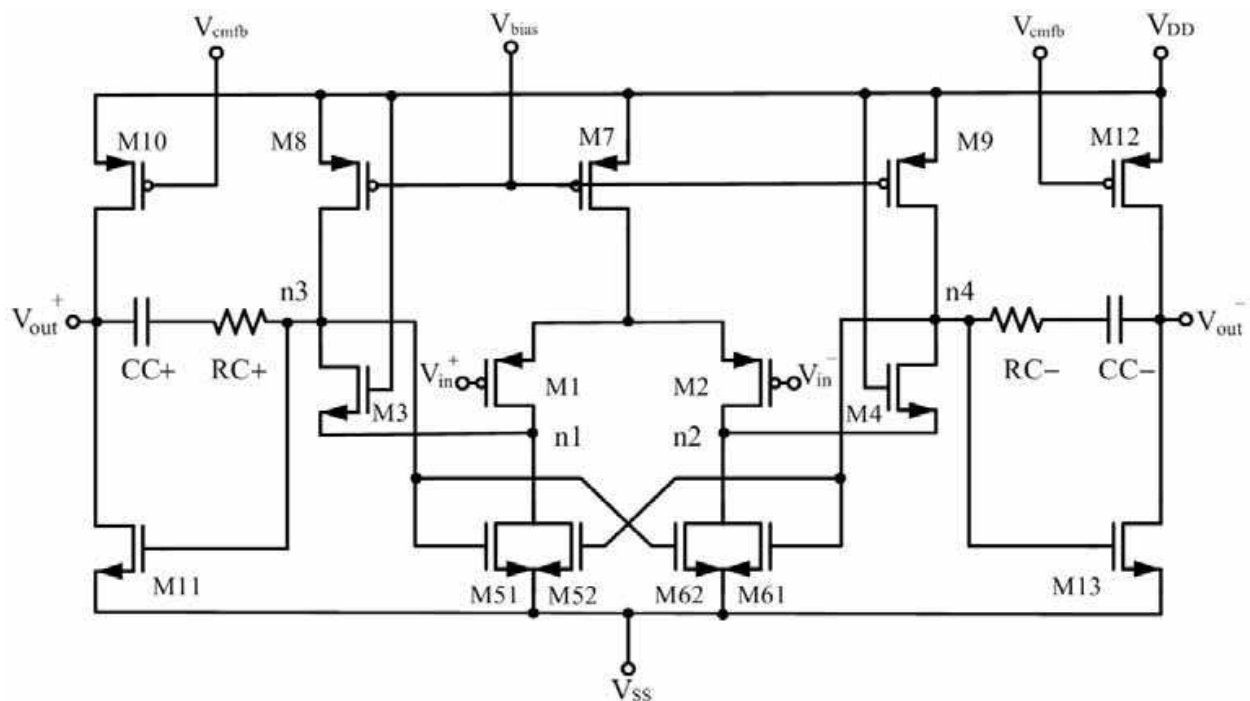 Vcmfb Vbias Vcmfb VDD
M10 M8 M7 M9 M12
n3 n4
Vout+ Vout−
CC+ RC+ RC− CC−
Vin+ M1 M2 Vin−
M3 M4
n1 n2
M11 M51 M52 M62 M61 M13
VSS